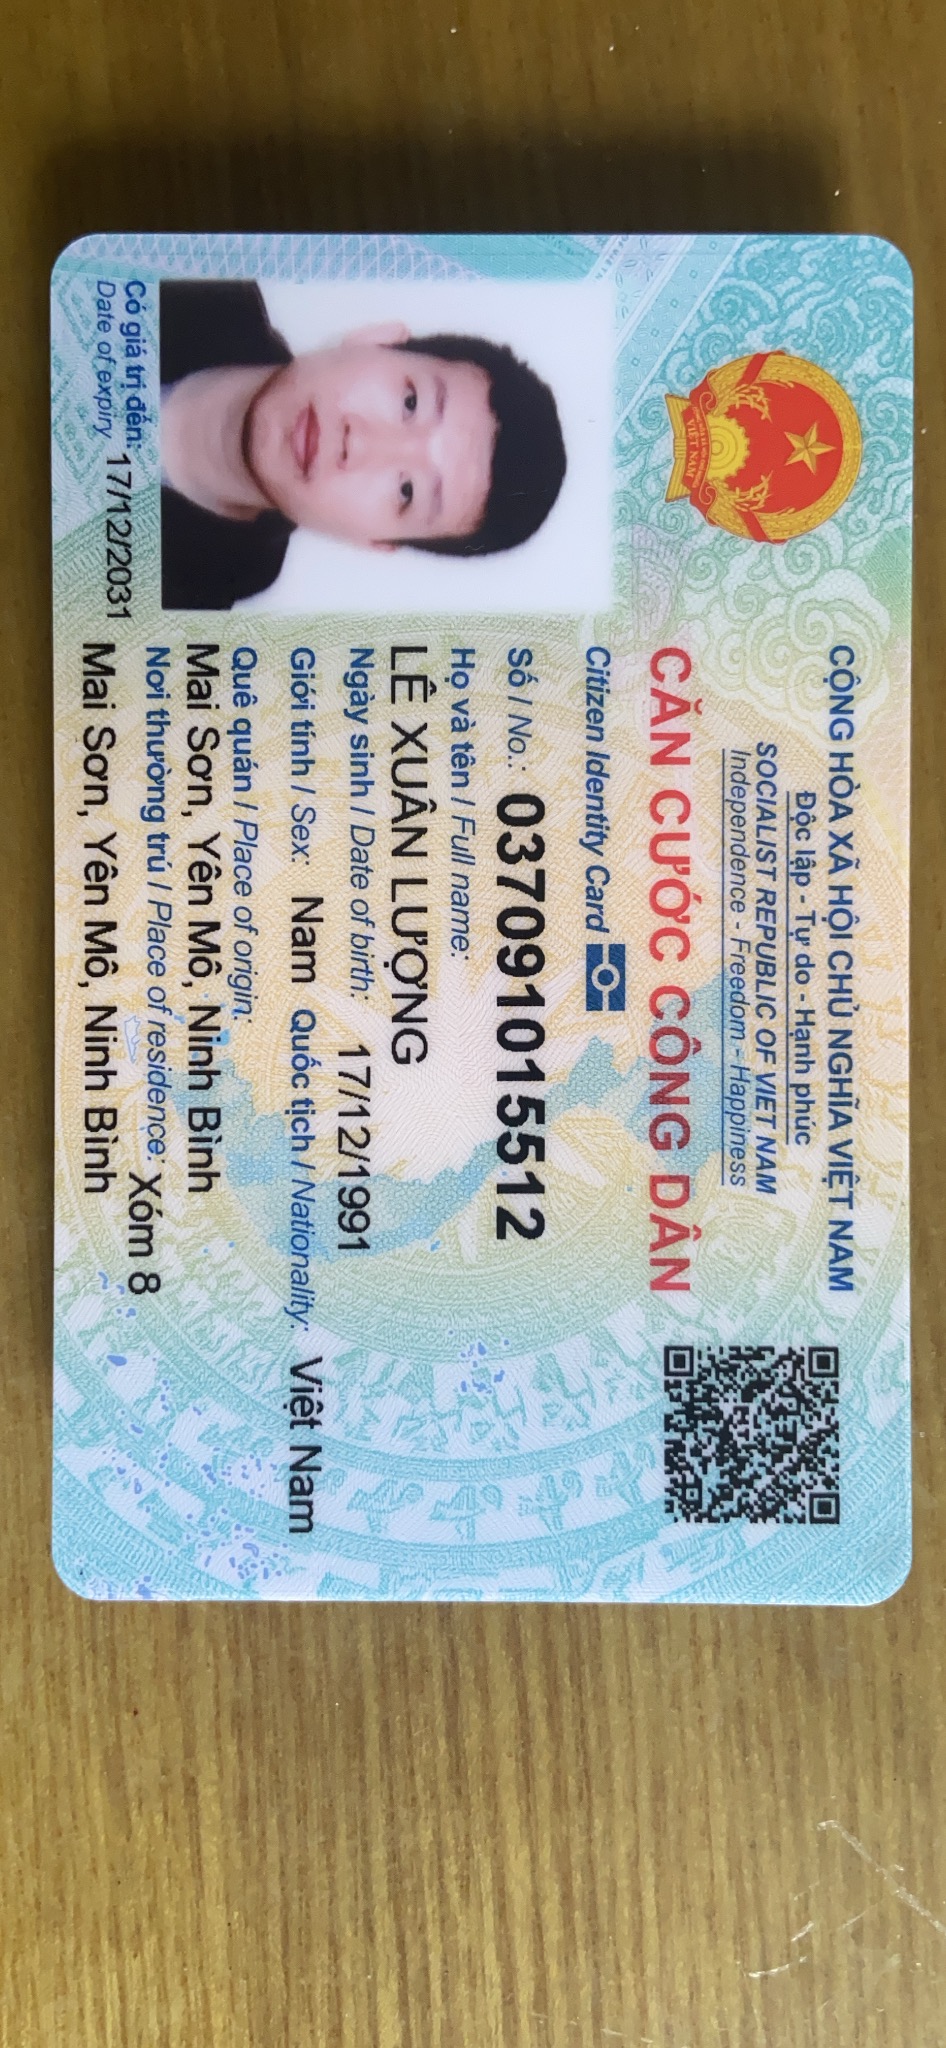 CỘNG HÒA XÃ HỘI CHỦ NGHĨA VIỆT NAM
Độc lập - Tự do - Hạnh phúc
SOCIALIST REPUBLIC OF VIET NAM
Independence - Freedom - Happiness
CĂN CƯỚC CÔNG DÂN
Citizen Identity Card
Số / No.: 037091015512
Họ và tên / Full name:
LÊ XUÂN LƯỢNG
Ngày sinh / Date of birth: 17/12/1991
Giới tính / Sex: Nam Quốc tịch / Nationality: Việt Nam
Quê quán / Place of origin:
Mai Sơn, Yên Mô, Ninh Bình
Nơi thường trú / Place of residence: Xóm 8
Mai Sơn, Yên Mô, Ninh Bình
Có giá trị đến: 17/12/2031
Date of expiry
VIỆT NAM